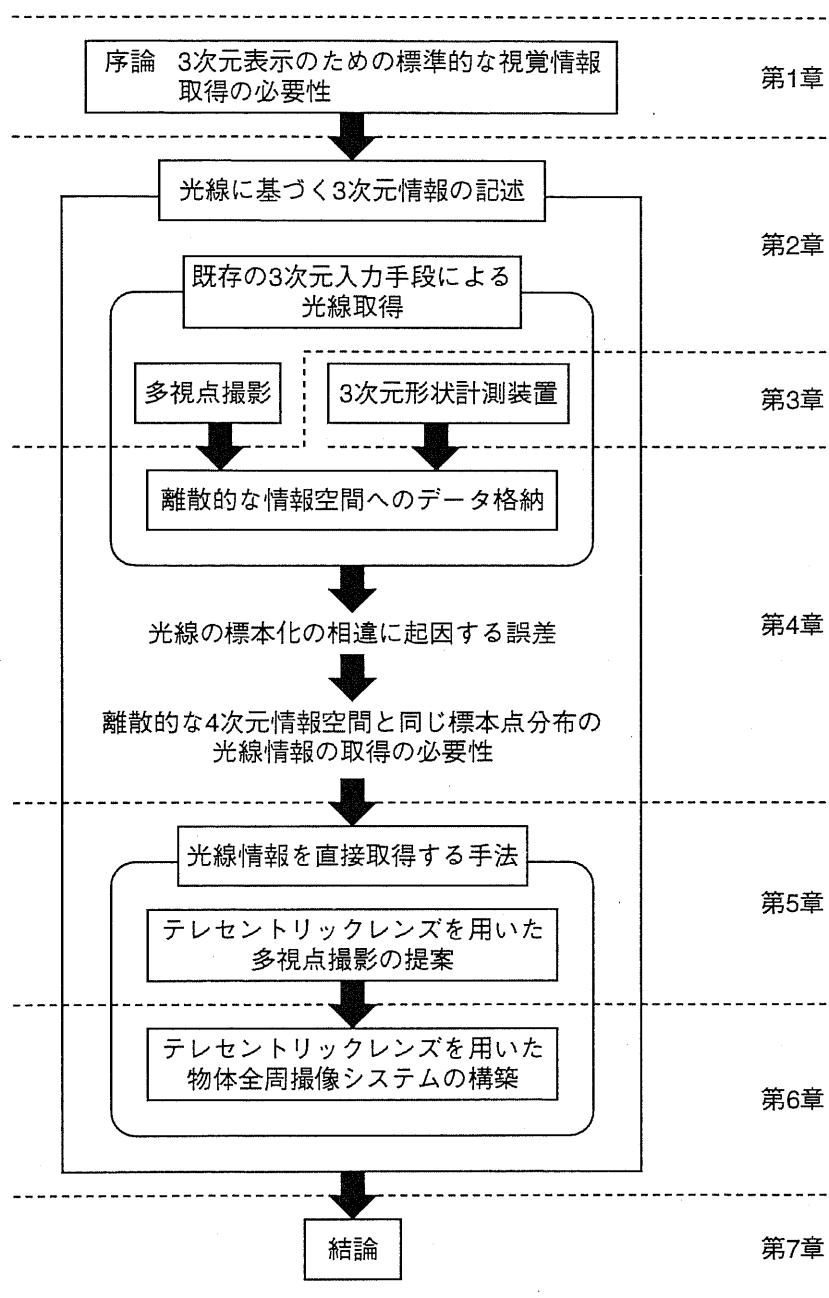 序論 3次元表示のための標準的な視覚情報
取得の必要性
第1章
光線に基づく3次元情報の記述
第2章
既存の3次元入力手段による
光線取得
多視点撮影
3次元形状計測装置
第3章
離散的な情報空間へのデータ格納
光線の標本化の相違に起因する誤差
第4章
離散的な4次元情報空間と同じ標本点分布の
光線情報の取得の必要性
光線情報を直接取得する手法
第5章
テレセントリックレンズを用いた
多視点撮影の提案
テレセントリックレンズを用いた
物体全周撮像システムの構築
第6章
結論
第7章